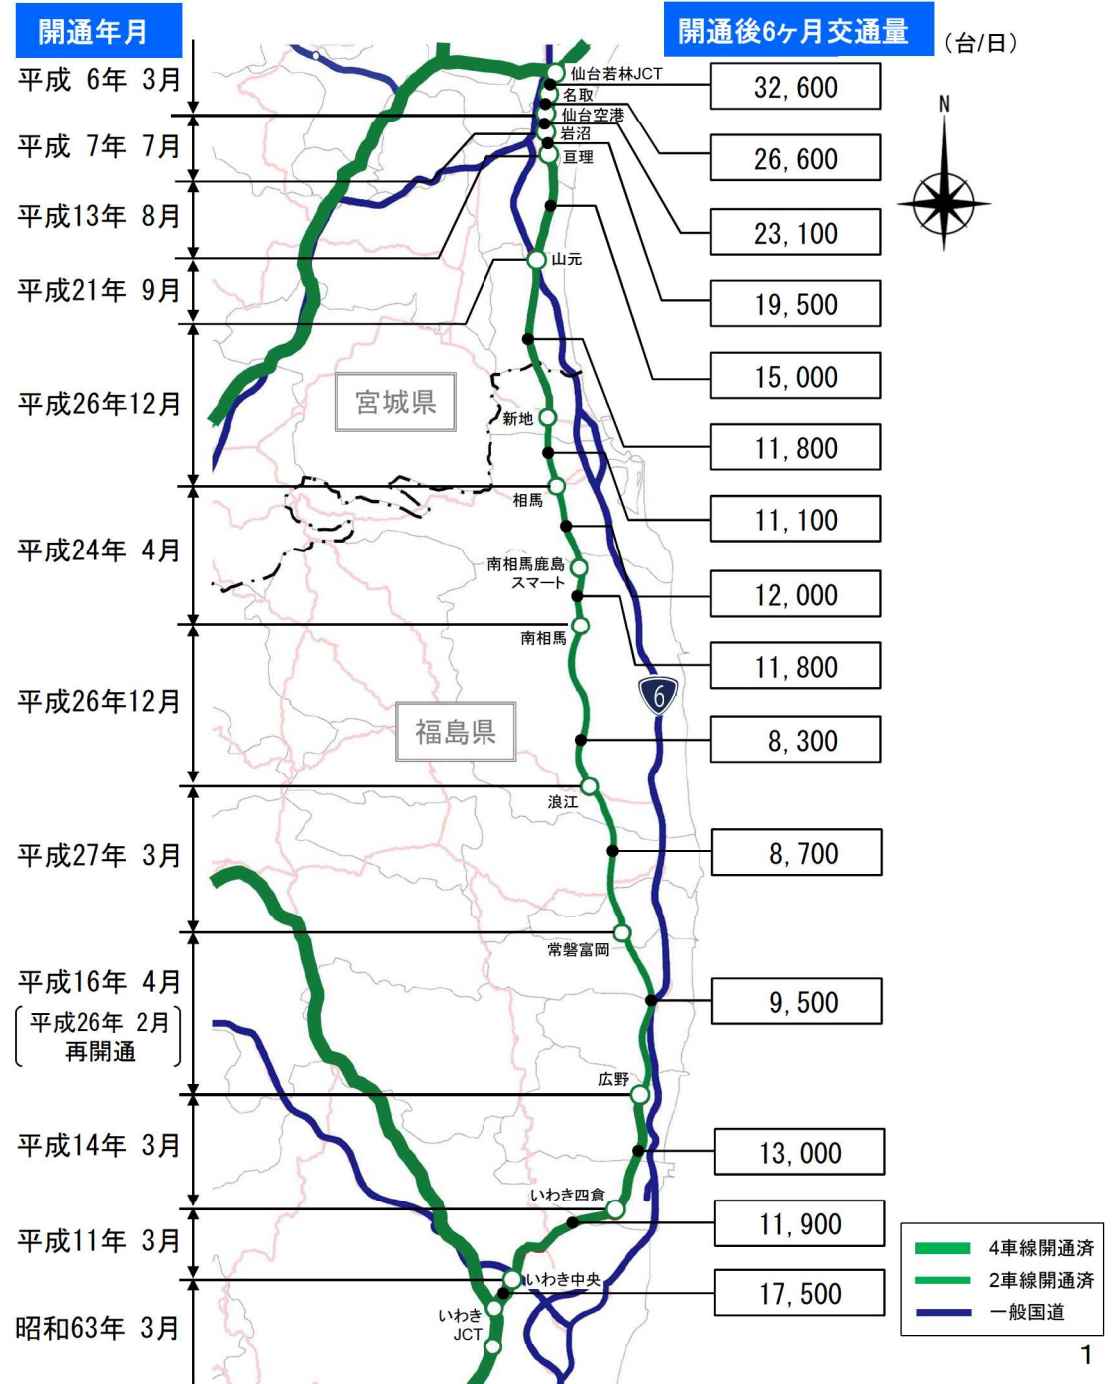 開通年月
開通後6ヶ月交通量
（台/日）
平成 6年 3月
平成 7年 7月
平成13年 8月
平成21年 9月
平成26年12月
平成24年 4月
平成26年12月
平成27年 3月
平成16年 4月
平成26年 2月
再開通
平成14年 3月
平成11年 3月
昭和63年 3月
仙台若林JCT
名取
仙台空港
岩沼
亘理
山元
宮城県
新地
相馬
南相馬鹿島
スマート
南相馬
福島県
浪江
常磐富岡
広野
いわき四倉
いわき中央
いわき
JCT
6
32,600
26,600
23,100
19,500
15,000
11,800
11,100
12,000
11,800
8,300
8,700
9,500
13,000
11,900
17,500
N
4車線開通済
2車線開通済
一般国道
1